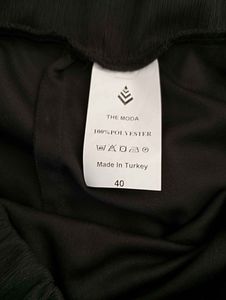 THE MODA
100% POLYESTER
Made In Turkey
40